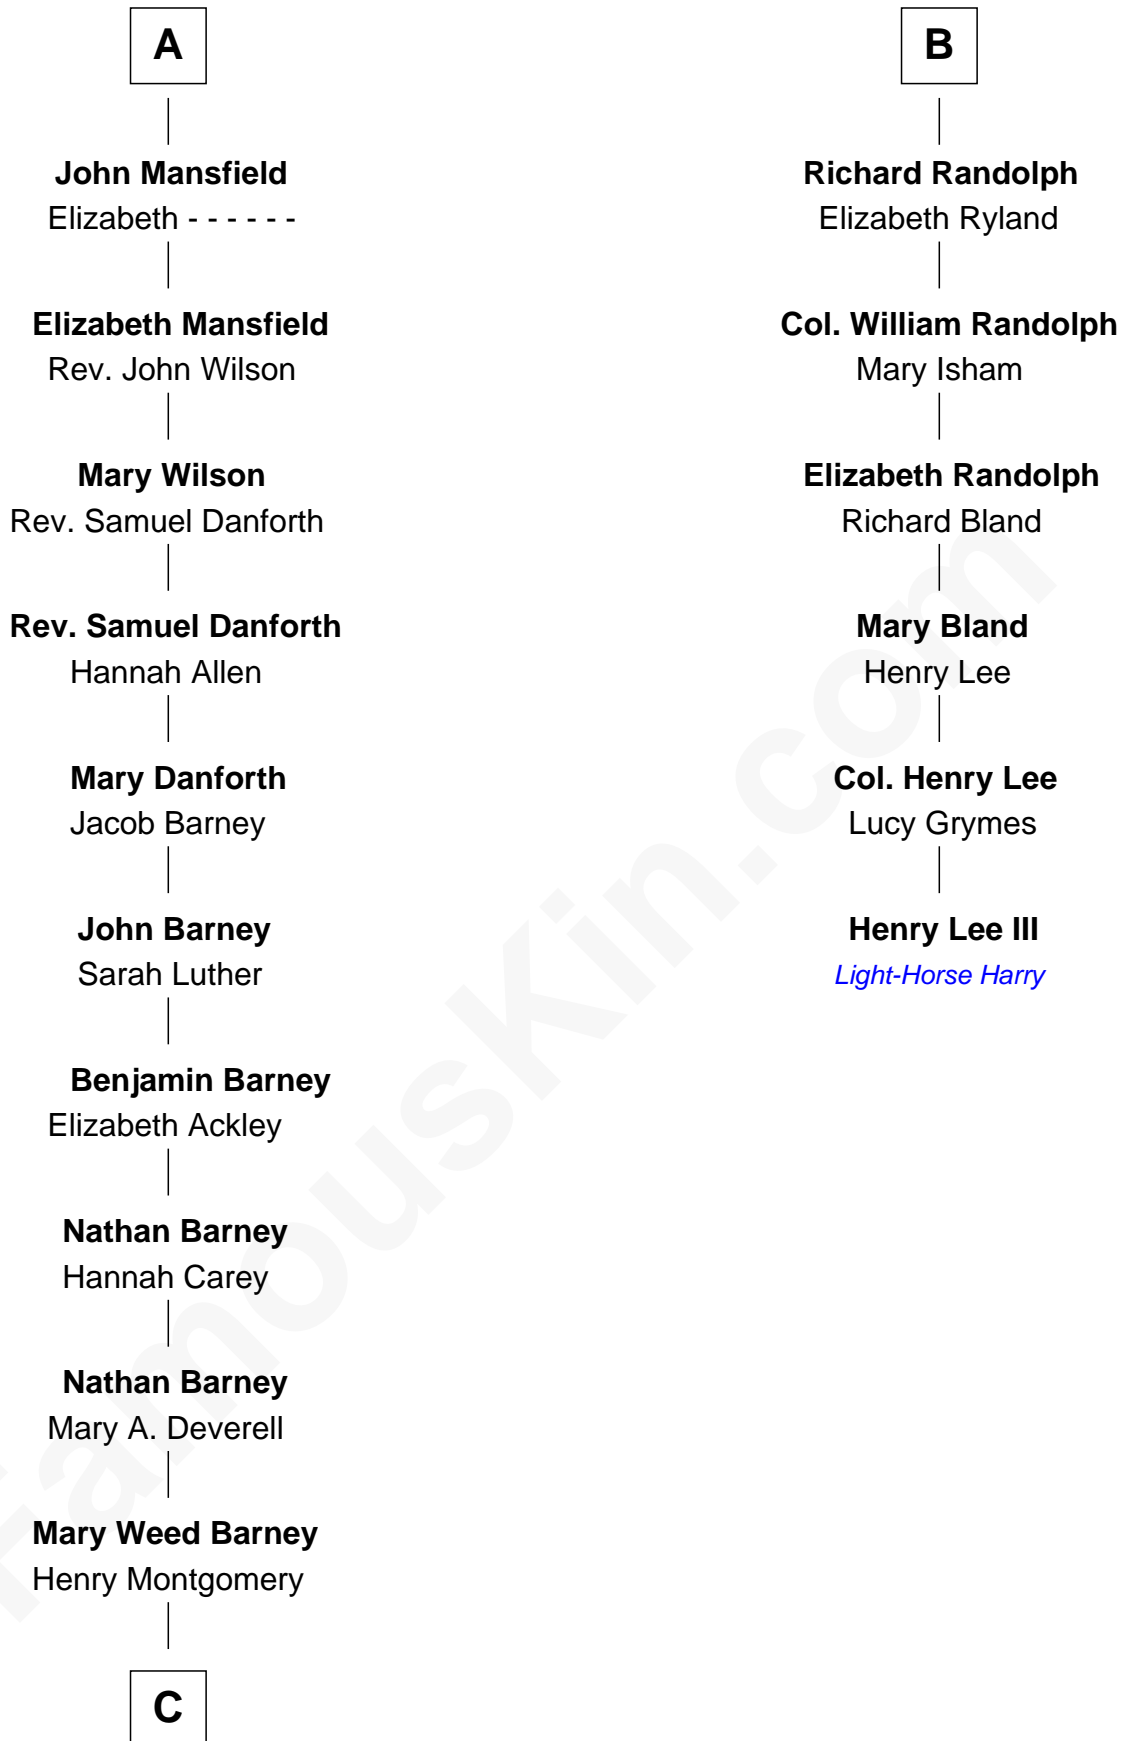 A
John Mansfield
Elizabeth - - - - - -
Elizabeth Mansfield
Rev. John Wilson
Mary Wilson
Rev. Samuel Danforth
Rev. Samuel Danforth
Hannah Allen
Mary Danforth
Jacob Barney
John Barney
Sarah Luther
Benjamin Barney
Elizabeth Ackley
Nathan Barney
Hannah Carey
Nathan Barney
Mary A. Deverell
Mary Weed Barney
Henry Montgomery
C
B
Richard Randolph
Elizabeth Ryland
Col. William Randolph
Mary Isham
Elizabeth Randolph
Richard Bland
Mary Bland
Henry Lee
Col. Henry Lee
Lucy Grymes
Henry Lee III
Light-Horse Harry
FamousKin.com